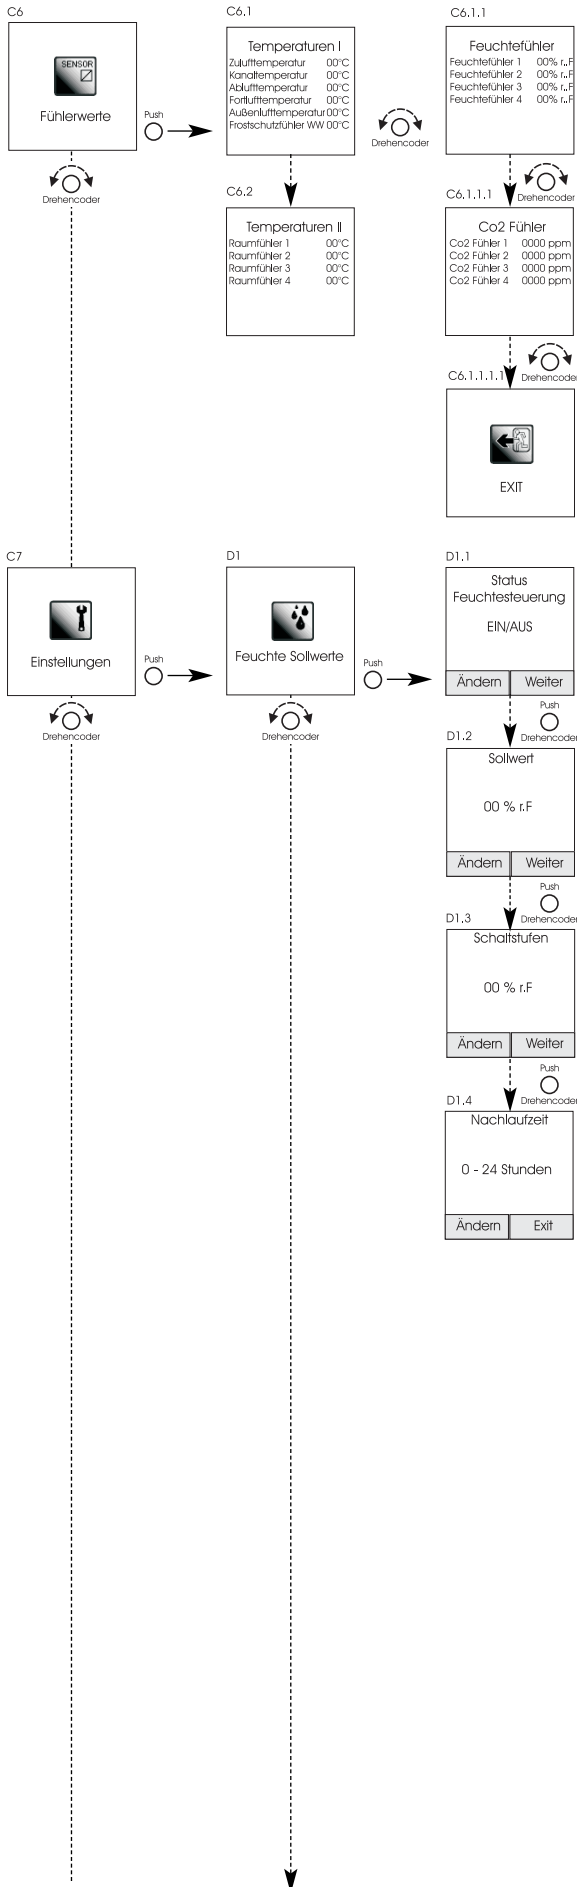 C6
SENSOR
Fühlerwerte
Push
Drehencoder
C6.1
Temperaturen I
Zulufttemperatur 00°C
Kanaltemperatur 00°C
Ablufttemperatur 00°C
Fortlufttemperatur 00°C
Außenlufttemperatur 00°C
Frostschutzfühler WW 00°C
Drehencoder
C6.1.1
Feuchtefühler
Feuchtefühler 1 00% r..F
Feuchtefühler 2 00% r..F
Feuchtefühler 3 00% r..F
Feuchtefühler 4 00% r..F
Drehencoder
C6.2
Temperaturen II
Raumfühler 1 00°C
Raumfühler 2 00°C
Raumfühler 3 00°C
Raumfühler 4 00°C
C6.1.1.1
Co2 Fühler
Co2 Fühler 1 0000 ppm
Co2 Fühler 2 0000 ppm
Co2 Fühler 3 0000 ppm
Co2 Fühler 4 0000 ppm
Drehencoder
C6.1.1.1.1
EXIT
C7
Einstellungen
Push
Drehencoder
D1
Feuchte Sollwerte
Push
Drehencoder
D1.1
Status
Feuchtesteuerung
EIN/AUS
Ändern Weiter
Push
Drehencoder
D1.2
Sollwert
00 % r.F
Ändern Weiter
Push
Drehencoder
D1.3
Schaltstufen
00 % r.F
Ändern Weiter
Push
Drehencoder
D1.4
Nachlaufzeit
0 - 24 Stunden
Ändern Exit